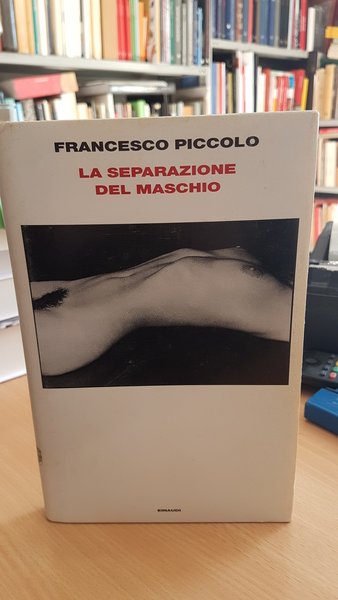 FRANCESCO PICCOLO
LA SEPARAZIONE
DEL MASCHIO
EINAUDI